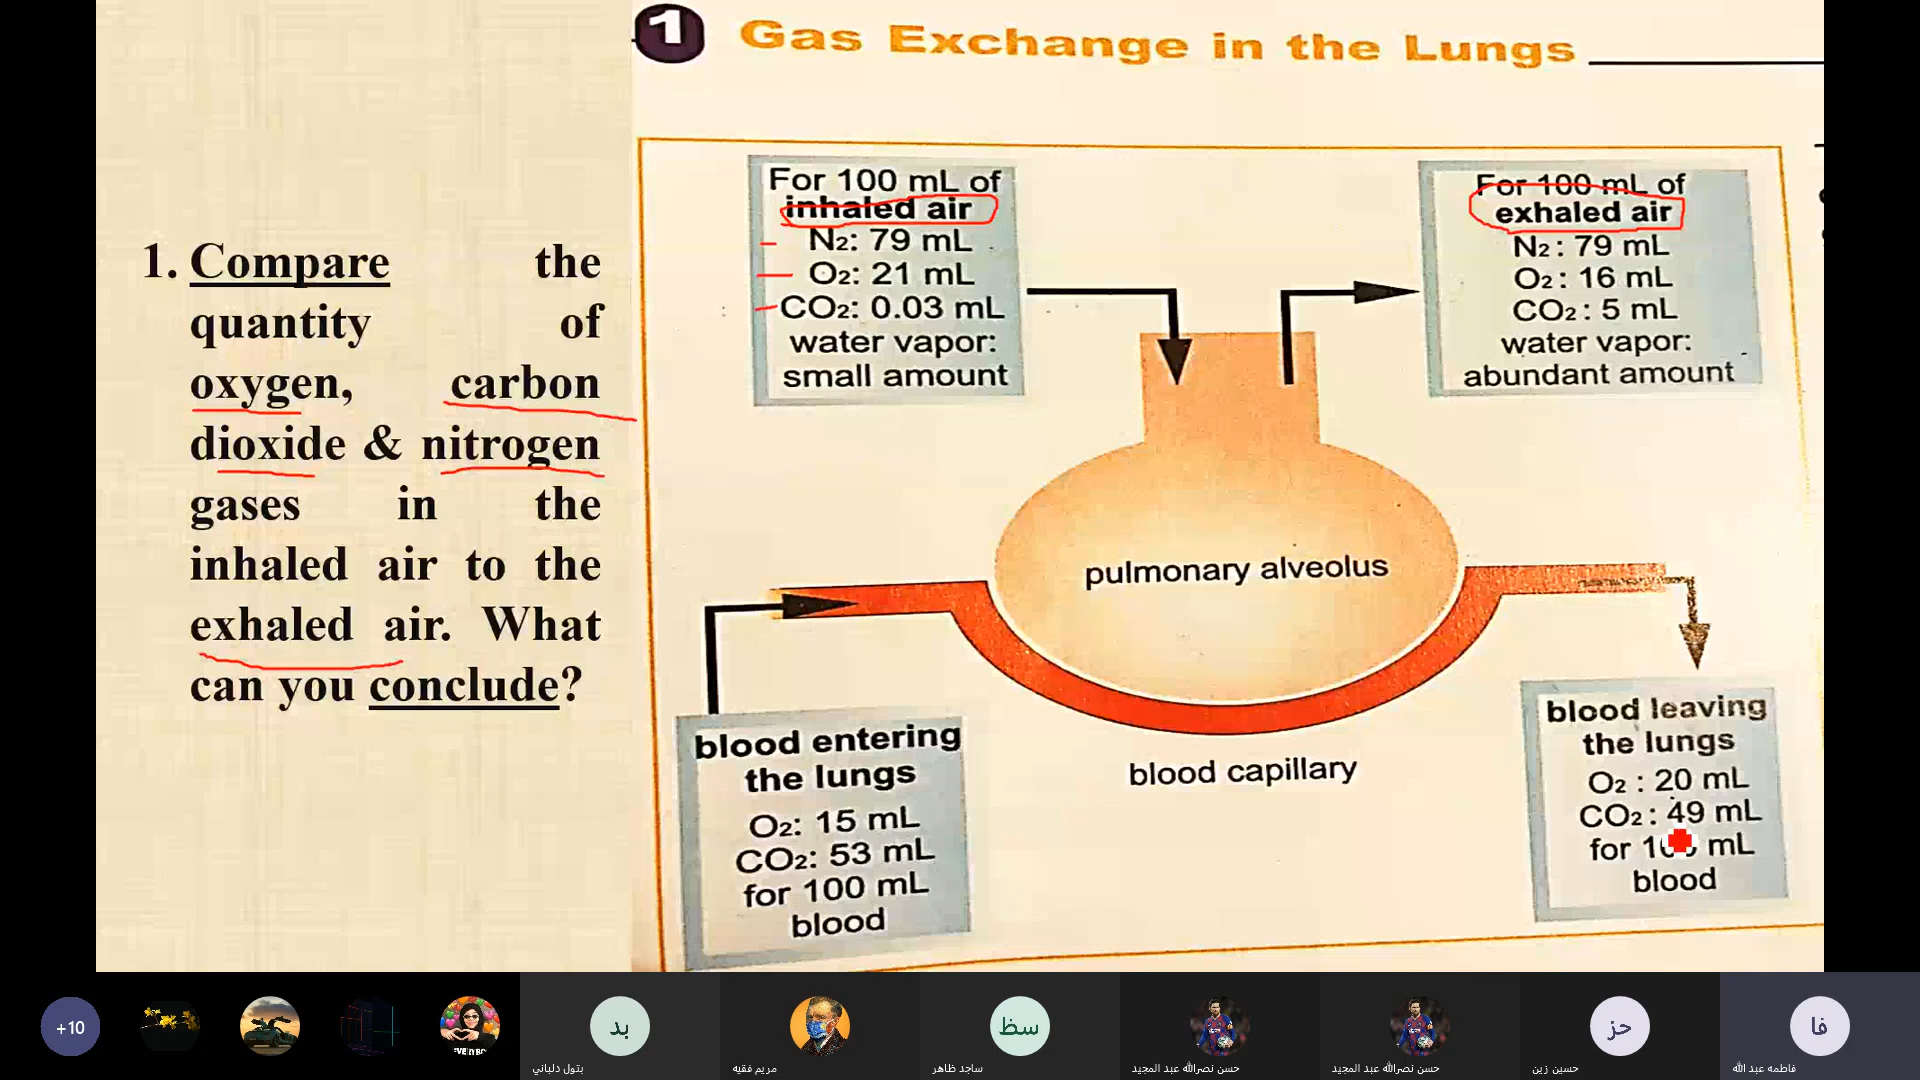 1 Gas Exchange in the Lungs
1. Compare the
quantity of
oxygen, carbon
dioxide & nitrogen
gases in the
inhaled air to the
exhaled air. What
can you conclude?
For 100 mL of
inhaled air
N2: 79 mL
O2: 21 mL
CO2: 0.03 mL
water vapor:
small amount
For 100 mL of
exhaled air
N2 : 79 mL
O2 : 16 mL
CO2 : 5 mL
water vapor:
abundant amount
pulmonary alveolus
blood capillary
blood entering
the lungs
O2: 15 mL
CO2: 53 mL
for 100 mL
blood
blood leaving
the lungs
O2 : 20 mL
CO2 : 49 mL
for mL
blood
+10
بد
سظ
حز
فا
بتول دلباني
مريم فقيه
ساجد ظاهر
حسن نصرالله عبد المجيد
حسن نصرالله عبد المجيد
حسين زين
فاطمه عبد الله